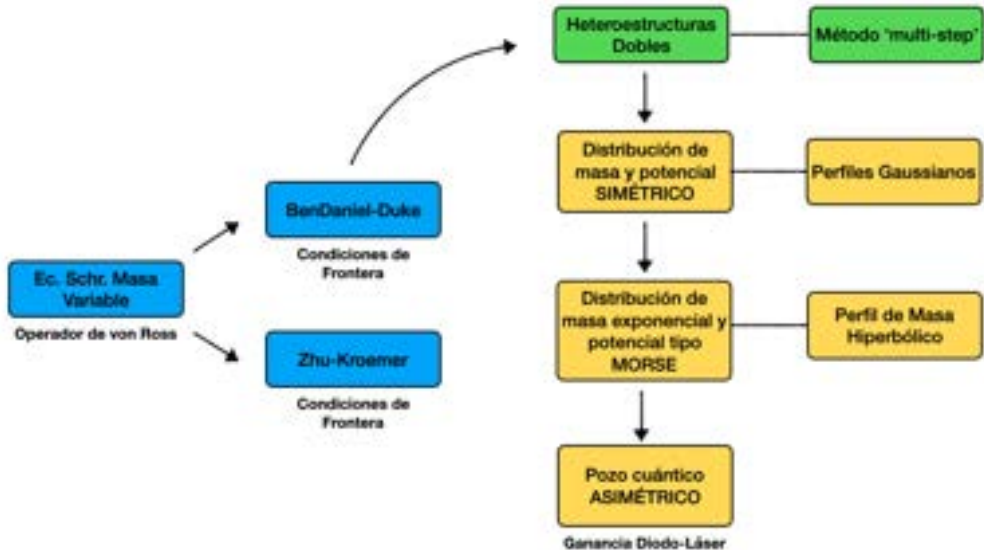 Heteroestructuras
Dobles
Método 'multi-step'
Distribución de
masa y potencial
SIMÉTRICO
Perfiles Gaussianos
BenDaniel-Duke
Condiciones de
Frontera
Ec. Schr. Masa
Variable
Operador de von Ross
Distribución de
masa exponencial y
potencial tipo
MORSE
Perfil de Masa
Hiperbólico
Zhu-Kroemer
Condiciones de
Frontera
Pozo cuántico
ASIMÉTRICO
Ganancia Diodo-Láser